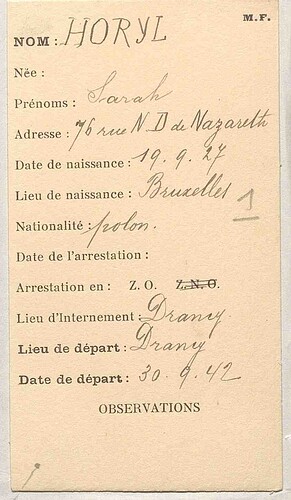 M.F.
NOM : HORYL
Née :
Prénoms : Sarah
Adresse : 76 rue N D de Nazareth
Date de naissance : 19.9.27
Lieu de naissance : Bruxelles
1
Nationalité : polon.
Date de l'arrestation :
Arrestation en : Z. O. Z. N. O.
Lieu d'Internement : Drancy.
Lieu de départ : Drancy
Date de départ : 30.9.42
OBSERVATIONS